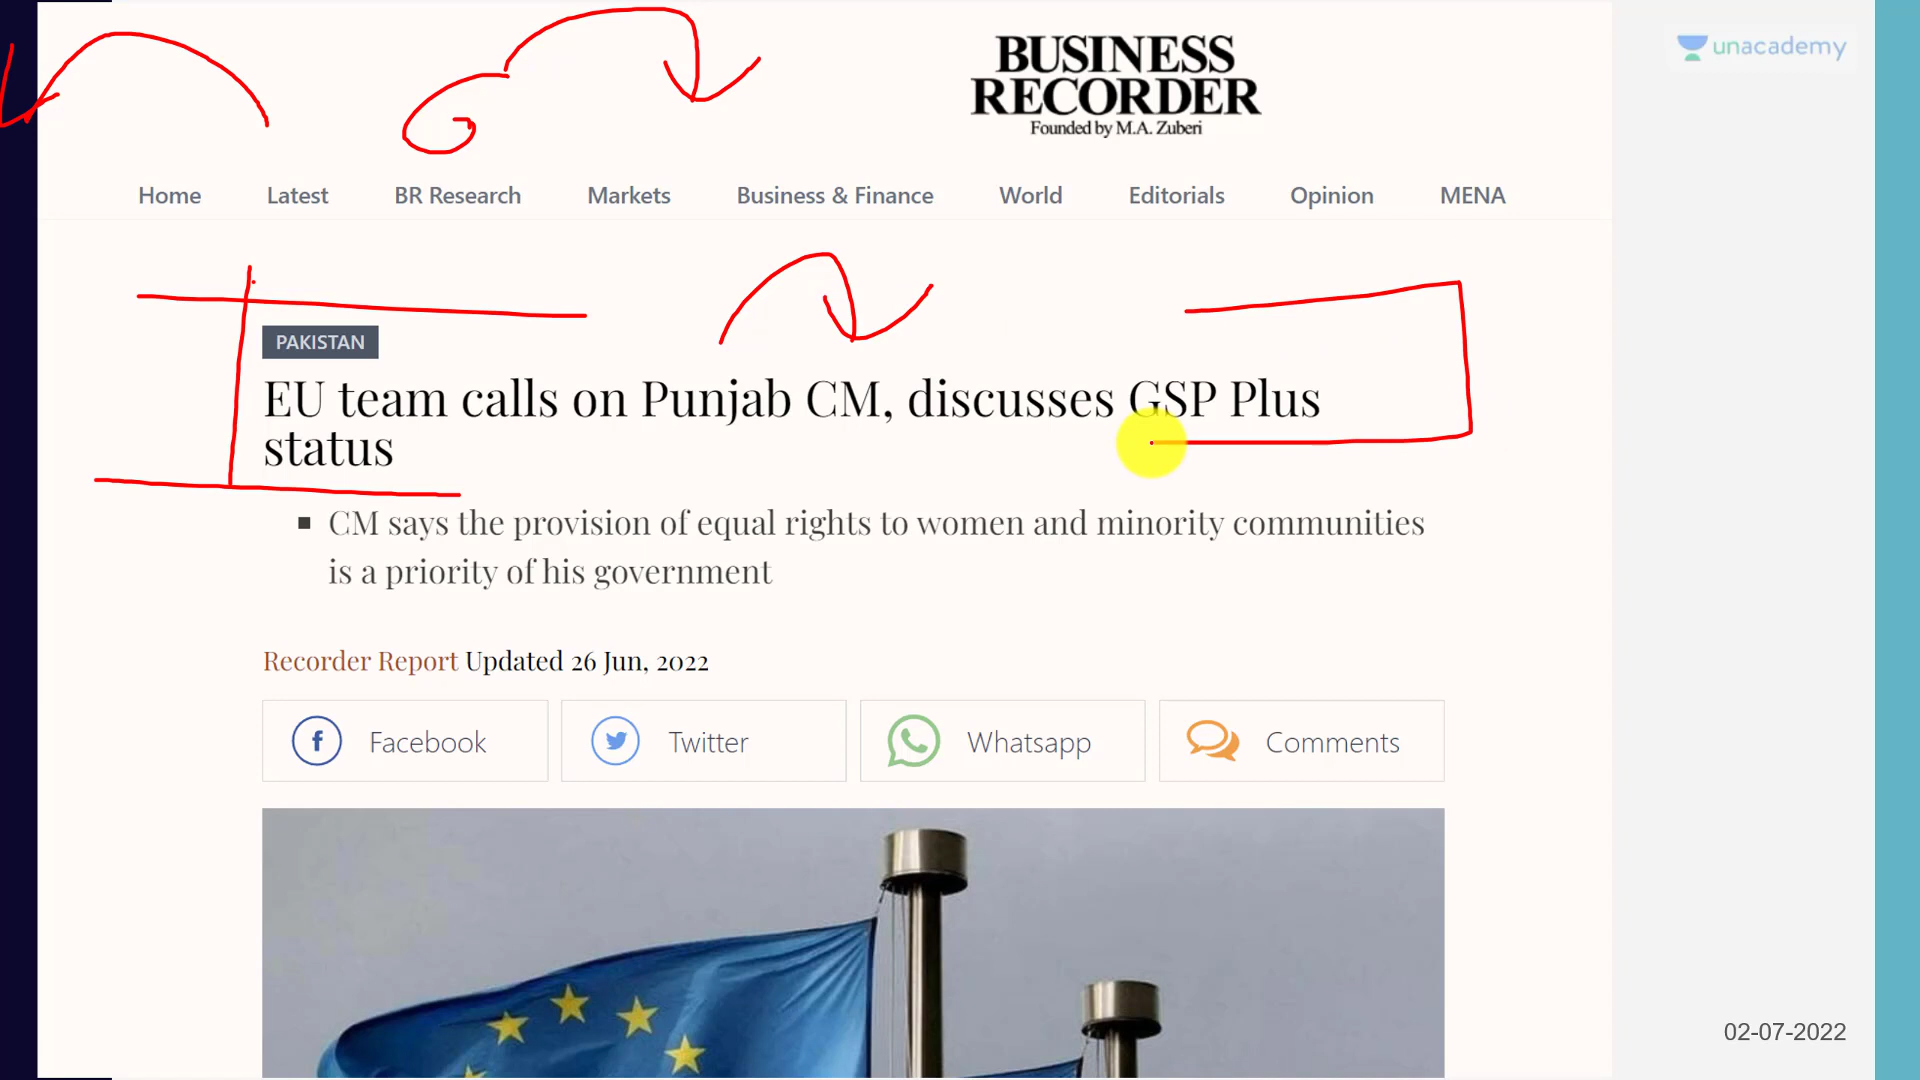 BUSINESS
RECORDER
Founded by M.A. Zuberi
unacademy
Home Latest BR Research Markets Business & Finance World Editorials Opinion MENA
PAKISTAN
EU team calls on Punjab CM, discusses GSP Plus
status
CM says the provision of equal rights to women and minority communities
is a priority of his government
Recorder Report Updated 26 Jun, 2022
Facebook Twitter Whatsapp Comments
02-07-2022